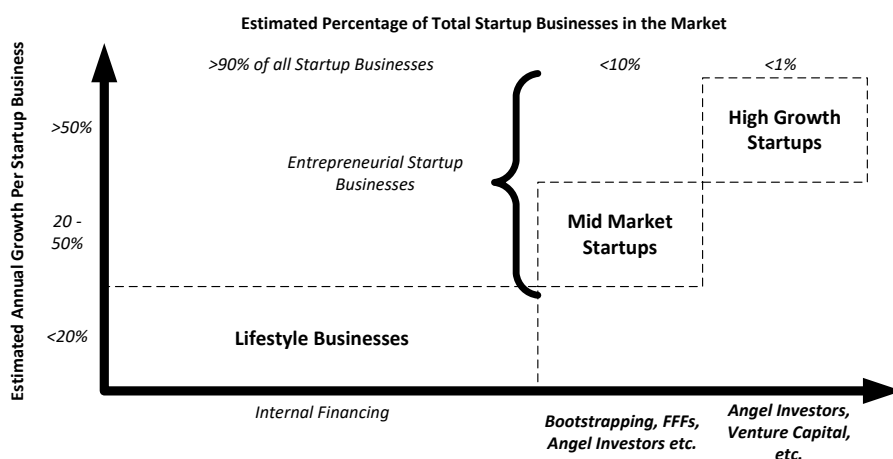 Estimated Percentage of Total Startup Businesses in the Market
>90% of all Startup Businesses
<10%
<1%
Estimated Annual Growth Per Startup Business
>50%
High Growth
Startups
Entrepreneurial Startup
Businesses
20 -
50%
Mid Market
Startups
<20%
Lifestyle Businesses
Internal Financing
Bootstrapping, FFFs,
Angel Investors etc.
Angel Investors,
Venture Capital,
etc.